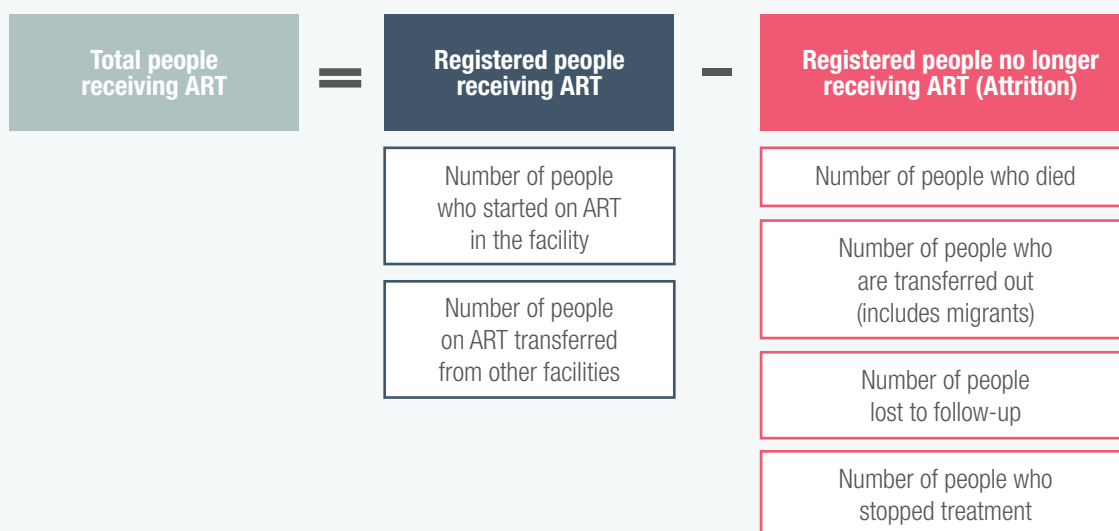 Total people
receiving ART
=
Registered people
receiving ART
–
Registered people no longer
receiving ART (Attrition)
Number of people
who started on ART
in the facility
Number of people
on ART transferred
from other facilities
Number of people who died
Number of people who
are transferred out
(includes migrants)
Number of people
lost to follow-up
Number of people who
stopped treatment